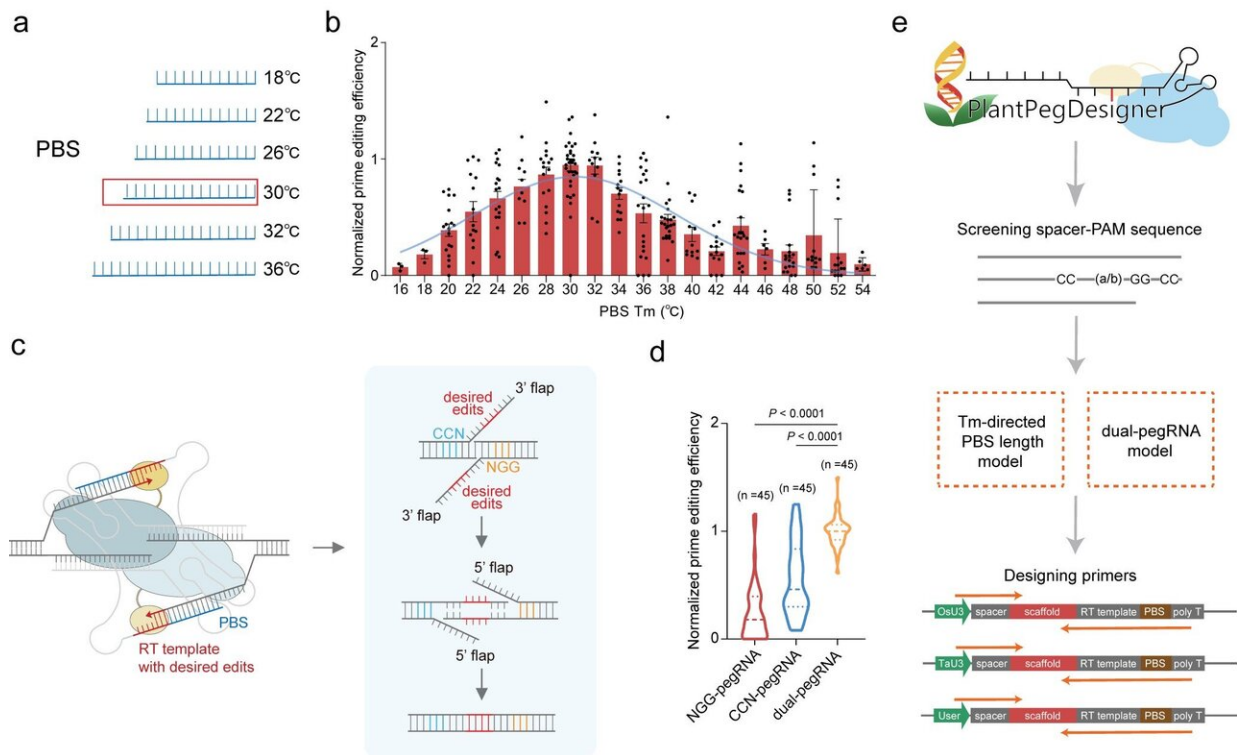 a
PBS
18°C
22°C
26°C
30°C
32°C
36°C
b
Normalized prime editing efficiency
2
1
0
16 18 20 22 24 26 28 30 32 34 36 38 40 42 44 46 48 50 52 54
PBS Tm (°C)
c
PBS
RT template
with desired edits
3' flap
desired
edits
CCN
NGG
desired
edits
3' flap
5' flap
5' flap
d
Normalized prime editing efficiency
2
1
0
P < 0.0001
P < 0.0001
(n =45)
(n =45)
(n =45)
NGG-pegRNA
CCN-pegRNA
dual-pegRNA
e
PlantPegDesigner
Screening spacer-PAM sequence
CC (a/b) GG CC
Tm-directed
PBS length
model
dual-pegRNA
model
Designing primers
OsU3 spacer scaffold RT template PBS poly T
TaU3 spacer scaffold RT template PBS poly T
User spacer scaffold RT template PBS poly T